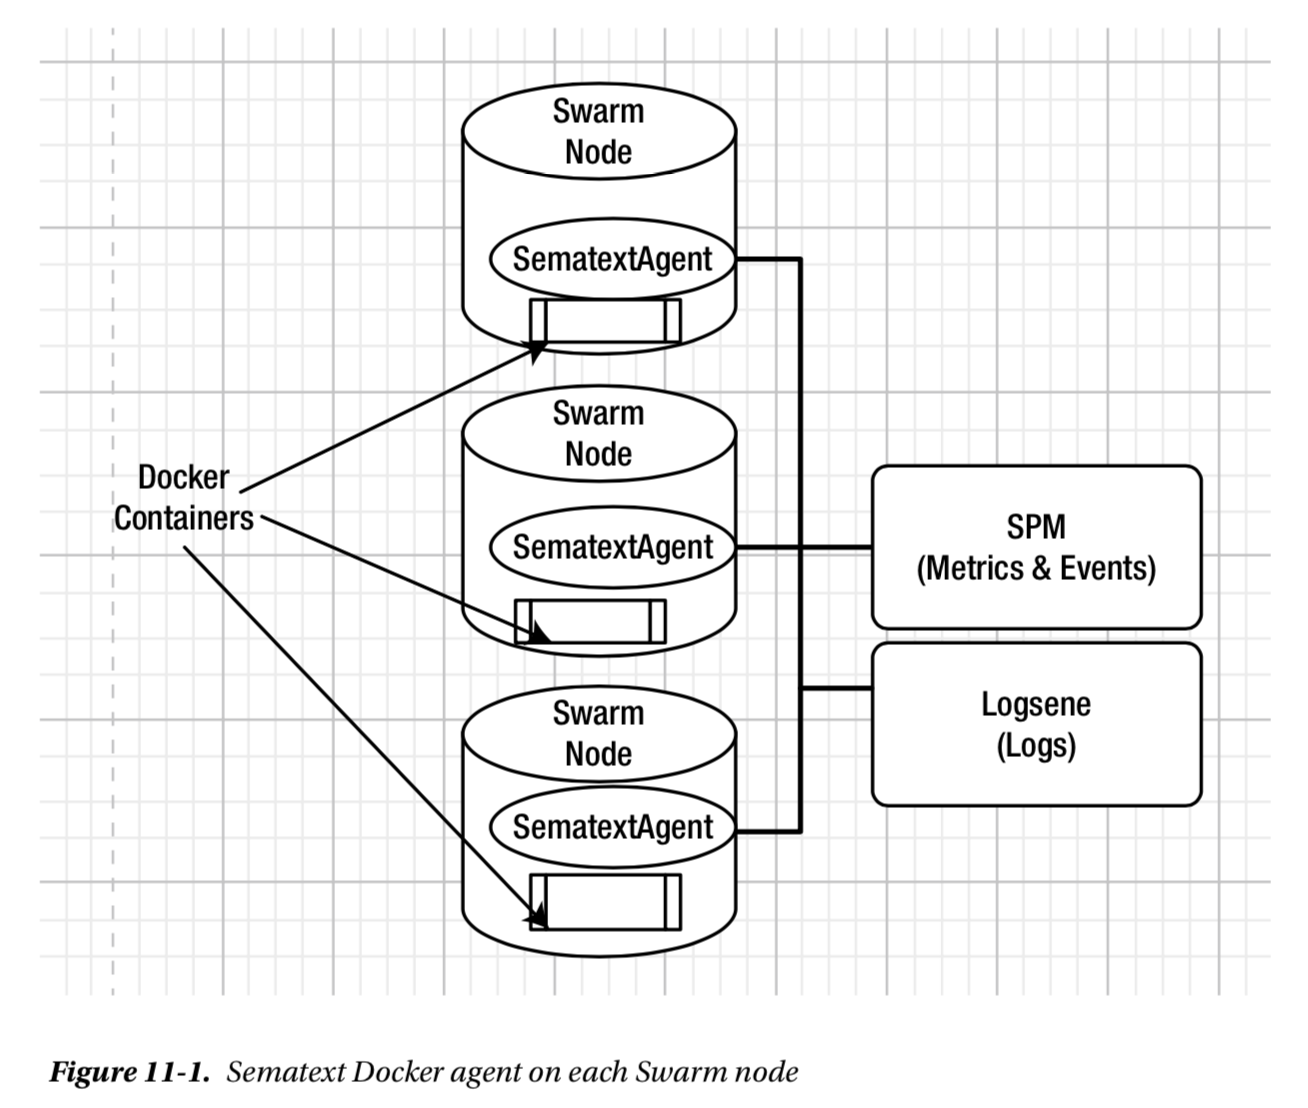 Swarm
Node
SematextAgent
Swarm
Node
SematextAgent
Swarm
Node
SematextAgent
Docker
Containers
SPM
(Metrics & Events)
Logsene
(Logs)
Figure 11-1. Sematext Docker agent on each Swarm node